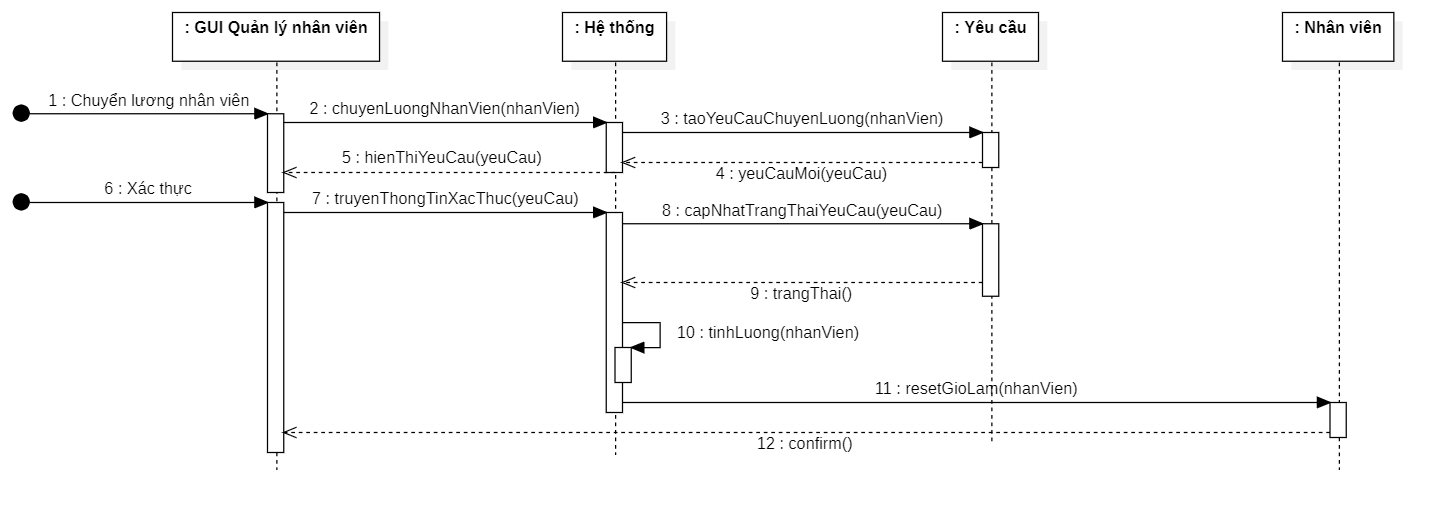 : GUI Quản lý nhân viên
: Hệ thống
: Yêu cầu
: Nhân viên
1 : Chuyển lương nhân viên
2 : chuyenLuongNhanVien(nhanVien)
3 : taoYeuCauChuyenLuong(nhanVien)
5 : hienThiYeuCau(yeuCau)
4 : yeuCauMoi(yeuCau)
6 : Xác thực
7 : truyenThongTinXacThuc(yeuCau)
8 : capNhatTrangThaiYeuCau(yeuCau)
9 : trangThai()
10 : tinhLuong(nhanVien)
11 : resetGioLam(nhanVien)
12 : confirm()